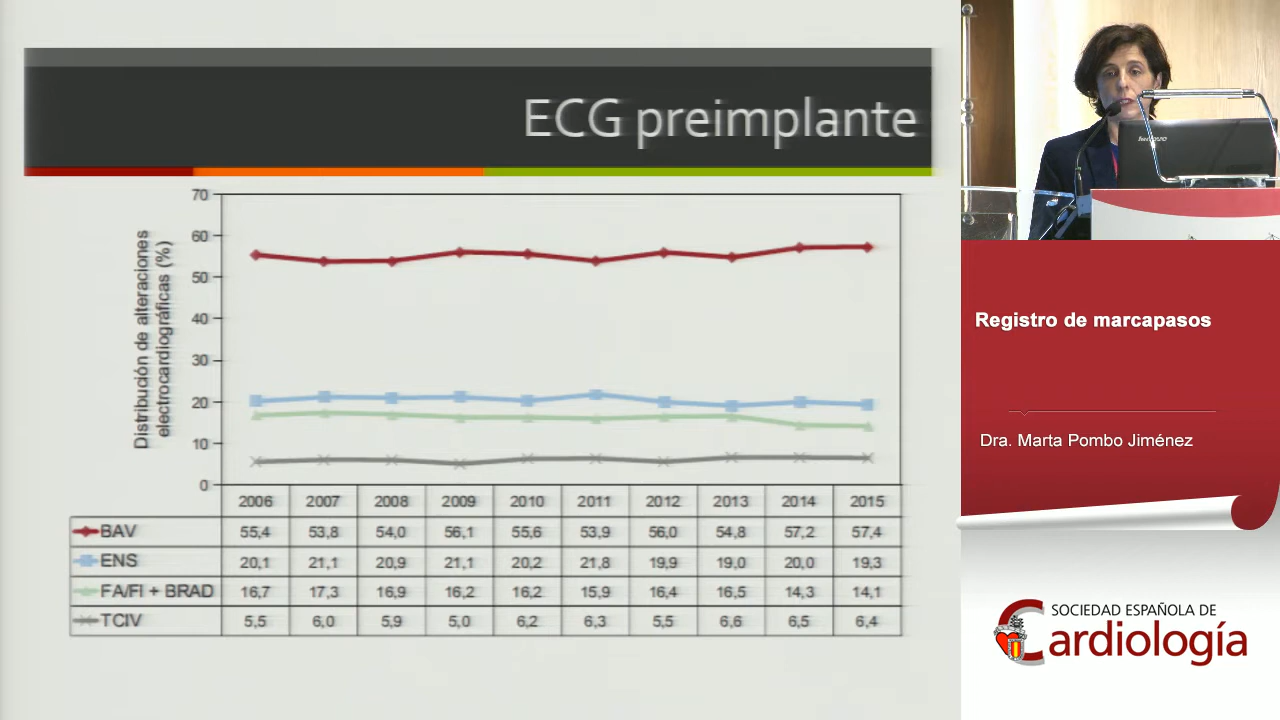 ECG preimplante
Distribución de alteraciones
electrocardiográficas (%)
70
60
50
40
30
20
10
0
2006 2007 2008 2009 2010 2011 2012 2013 2014 2015
BAV 55,4 53,8 54,0 56,1 55,6 53,9 56,0 54,8 57,2 57,4
ENS 20,1 21,1 20,9 21,1 20,2 21,8 19,9 19,0 20,0 19,3
FA/FI + BRAD 16,7 17,3 16,9 16,2 16,2 15,9 16,4 16,5 14,3 14,1
TCIV 5,5 6,0 5,9 5,0 6,2 6,3 5,5 6,6 6,5 6,4
lenovo
Registro de marcapasos
Dra. Marta Pombo Jiménez
SOCIEDAD ESPAÑOLA DE
Cardiología